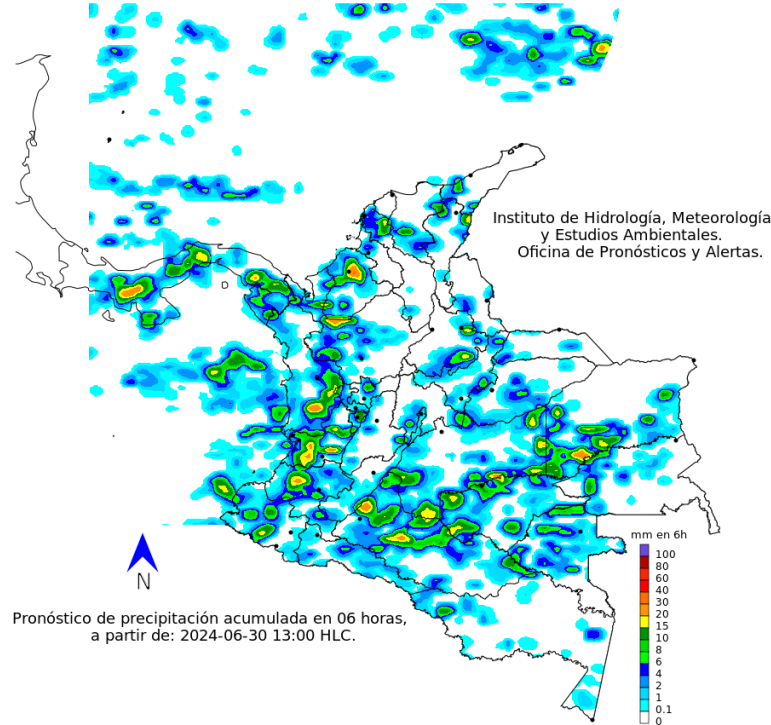 Instituto de Hidrología, Meteorología
y Estudios Ambientales.
Oficina de Pronósticos y Alertas.
N
Pronóstico de precipitación acumulada en 06 horas,
a partir de: 2024-06-30 13:00 HLC.
mm en 6h
100
80
60
40
30
20
15
10
8
6
4
2
1
0.1
0